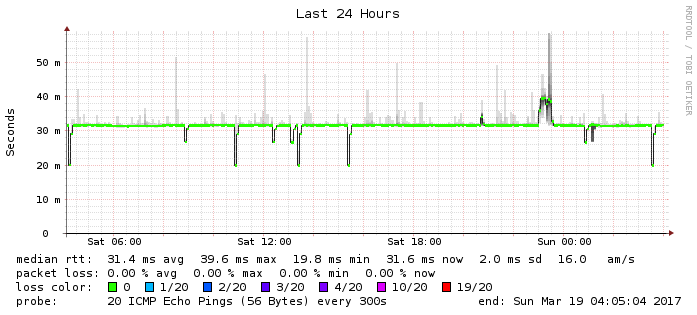 Last 24 Hours
RRDTOOL / TOBI OETIKER
Seconds
50 m
40 m
30 m
20 m
10 m
0
Sat 06:00 Sat 12:00 Sat 18:00 Sun 00:00
median rtt: 31.4 ms avg 39.6 ms max 19.8 ms min 31.6 ms now 2.0 ms sd 16.0 am/s
packet loss: 0.00 % avg 0.00 % max 0.00 % min 0.00 % now
loss color: 0 1/20 2/20 3/20 4/20 10/20 19/20
probe: 20 ICMP Echo Pings (56 Bytes) every 300s end: Sun Mar 19 04:05:04 2017